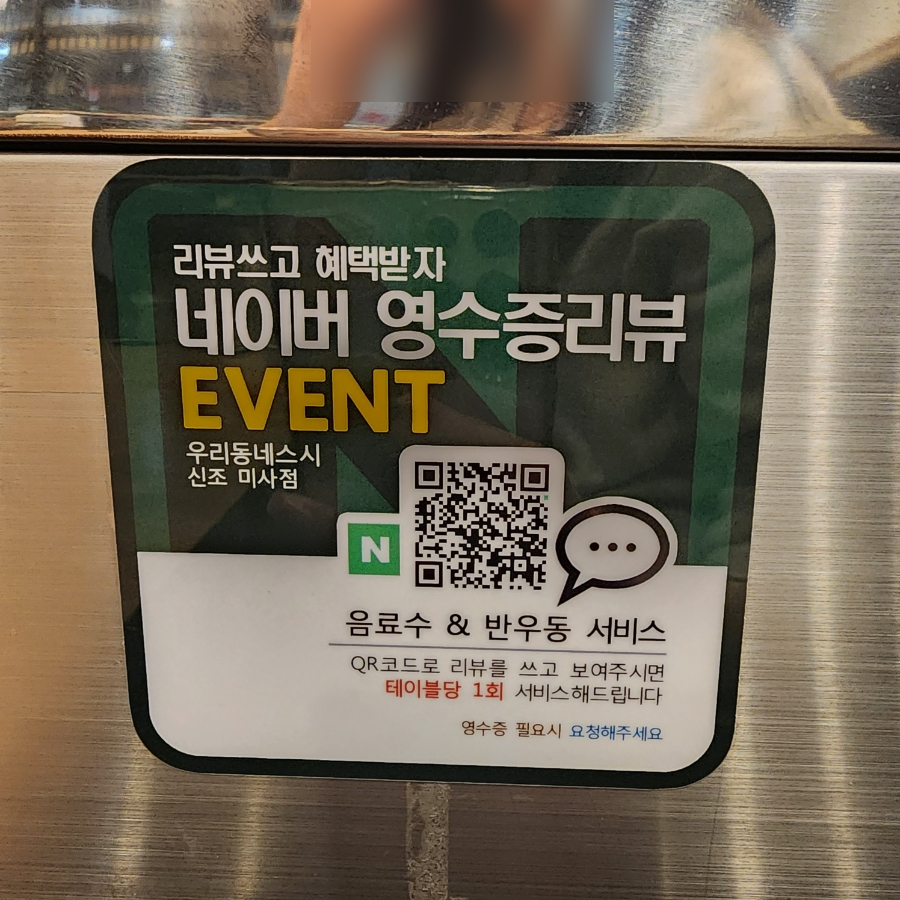 리뷰쓰고 혜택받자
네이버 영수증리뷰
EVENT
우리동네스시
신조 미사점
N
음료수 & 반우동 서비스
QR코드로 리뷰를 쓰고 보여주시면
테이블당 1회 서비스해드립니다
영수증 필요시 요청해주세요